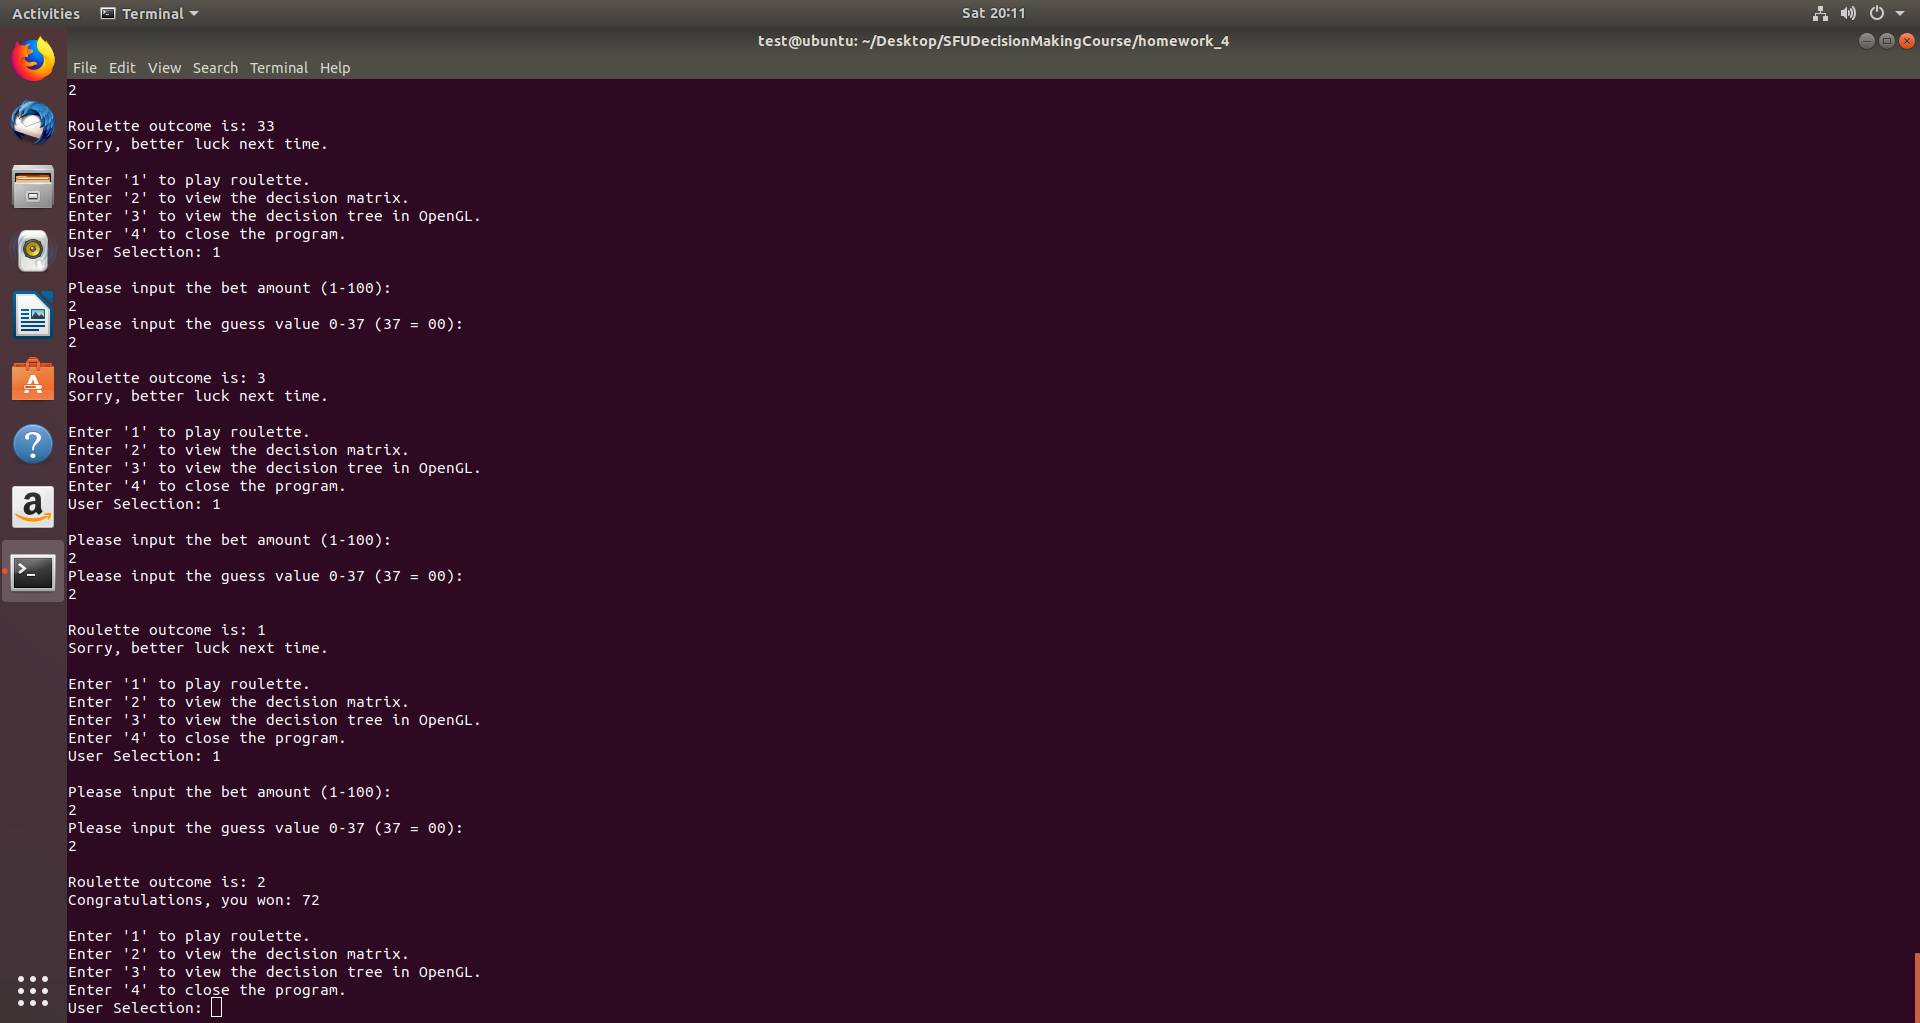 Activities Terminal Sat 20:11
test@ubuntu: ~/Desktop/SFUDecisionMakingCourse/homework_4
File Edit View Search Terminal Help
2
Roulette outcome is: 33
Sorry, better luck next time.
Enter '1' to play roulette.
Enter '2' to view the decision matrix.
Enter '3' to view the decision tree in OpenGL.
Enter '4' to close the program.
User Selection: 1
Please input the bet amount (1-100):
2
Please input the guess value 0-37 (37 = 00):
2
Roulette outcome is: 3
Sorry, better luck next time.
Enter '1' to play roulette.
Enter '2' to view the decision matrix.
Enter '3' to view the decision tree in OpenGL.
Enter '4' to close the program.
User Selection: 1
Please input the bet amount (1-100):
2
Please input the guess value 0-37 (37 = 00):
2
Roulette outcome is: 1
Sorry, better luck next time.
Enter '1' to play roulette.
Enter '2' to view the decision matrix.
Enter '3' to view the decision tree in OpenGL.
Enter '4' to close the program.
User Selection: 1
Please input the bet amount (1-100):
2
Please input the guess value 0-37 (37 = 00):
2
Roulette outcome is: 2
Congratulations, you won: 72
Enter '1' to play roulette.
Enter '2' to view the decision matrix.
Enter '3' to view the decision tree in OpenGL.
Enter '4' to close the program.
User Selection: